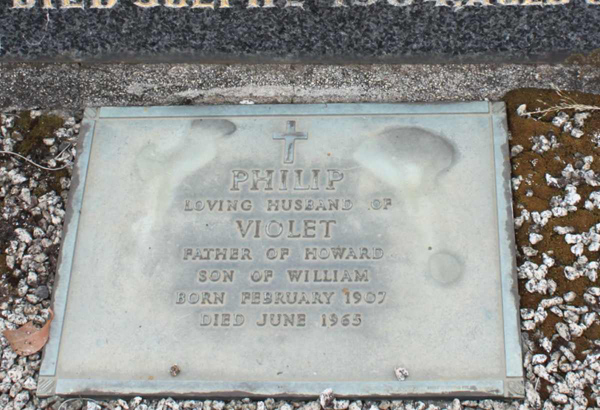 PHILIP
LOVING HUSBAND OF
VIOLET
FATHER OF HOWARD
SON OF WILLIAM
BORN FEBRUARY 1907
DIED JUNE 1965